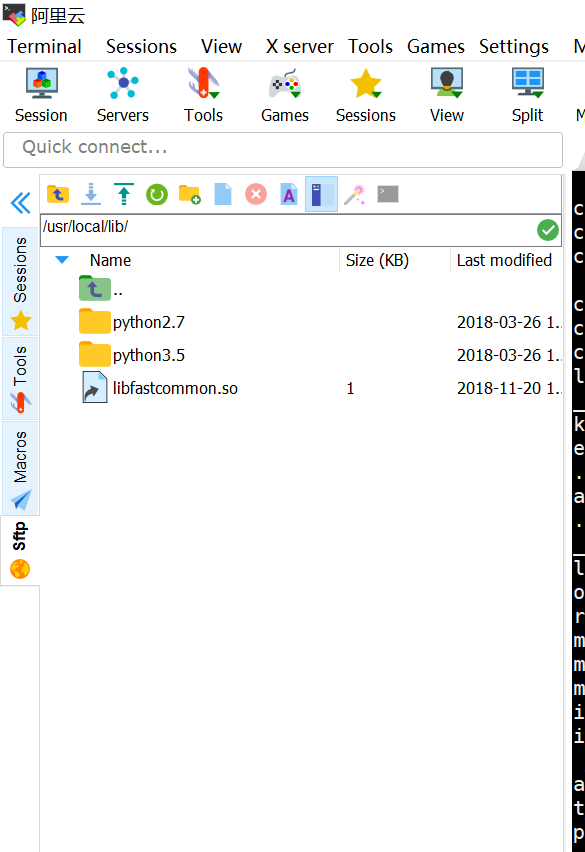 阿里云
Terminal Sessions View X server Tools Games Settings M
Session Servers Tools Games Sessions View Split M
Quick connect...
/usr/local/lib/
Name Size (KB) Last modified
..
python2.7 2018-03-26 1..
python3.5 2018-03-26 1..
libfastcommon.so 1 2018-11-20 1..
Sessions
Tools
Macros
Sftp
c
c
c
c
c
c
l
k
e
.
a
.
l
o
r
m
m
m
i
i
a
t
p